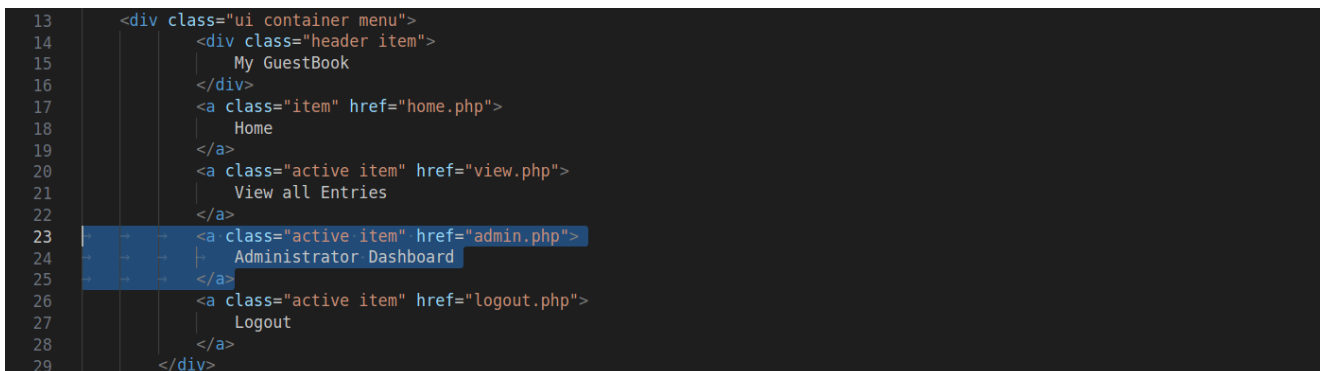 13 <div class="ui container menu">
14 <div class="header item">
15 My GuestBook
16 </div>
17 <a class="item" href="home.php">
18 Home
19 </a>
20 <a class="active item" href="view.php">
21 View all Entries
22 </a>
23 <a class="active item" href="admin.php">
24 Administrator Dashboard
25 </a>
26 <a class="active item" href="logout.php">
27 Logout
28 </a>
29 </div>